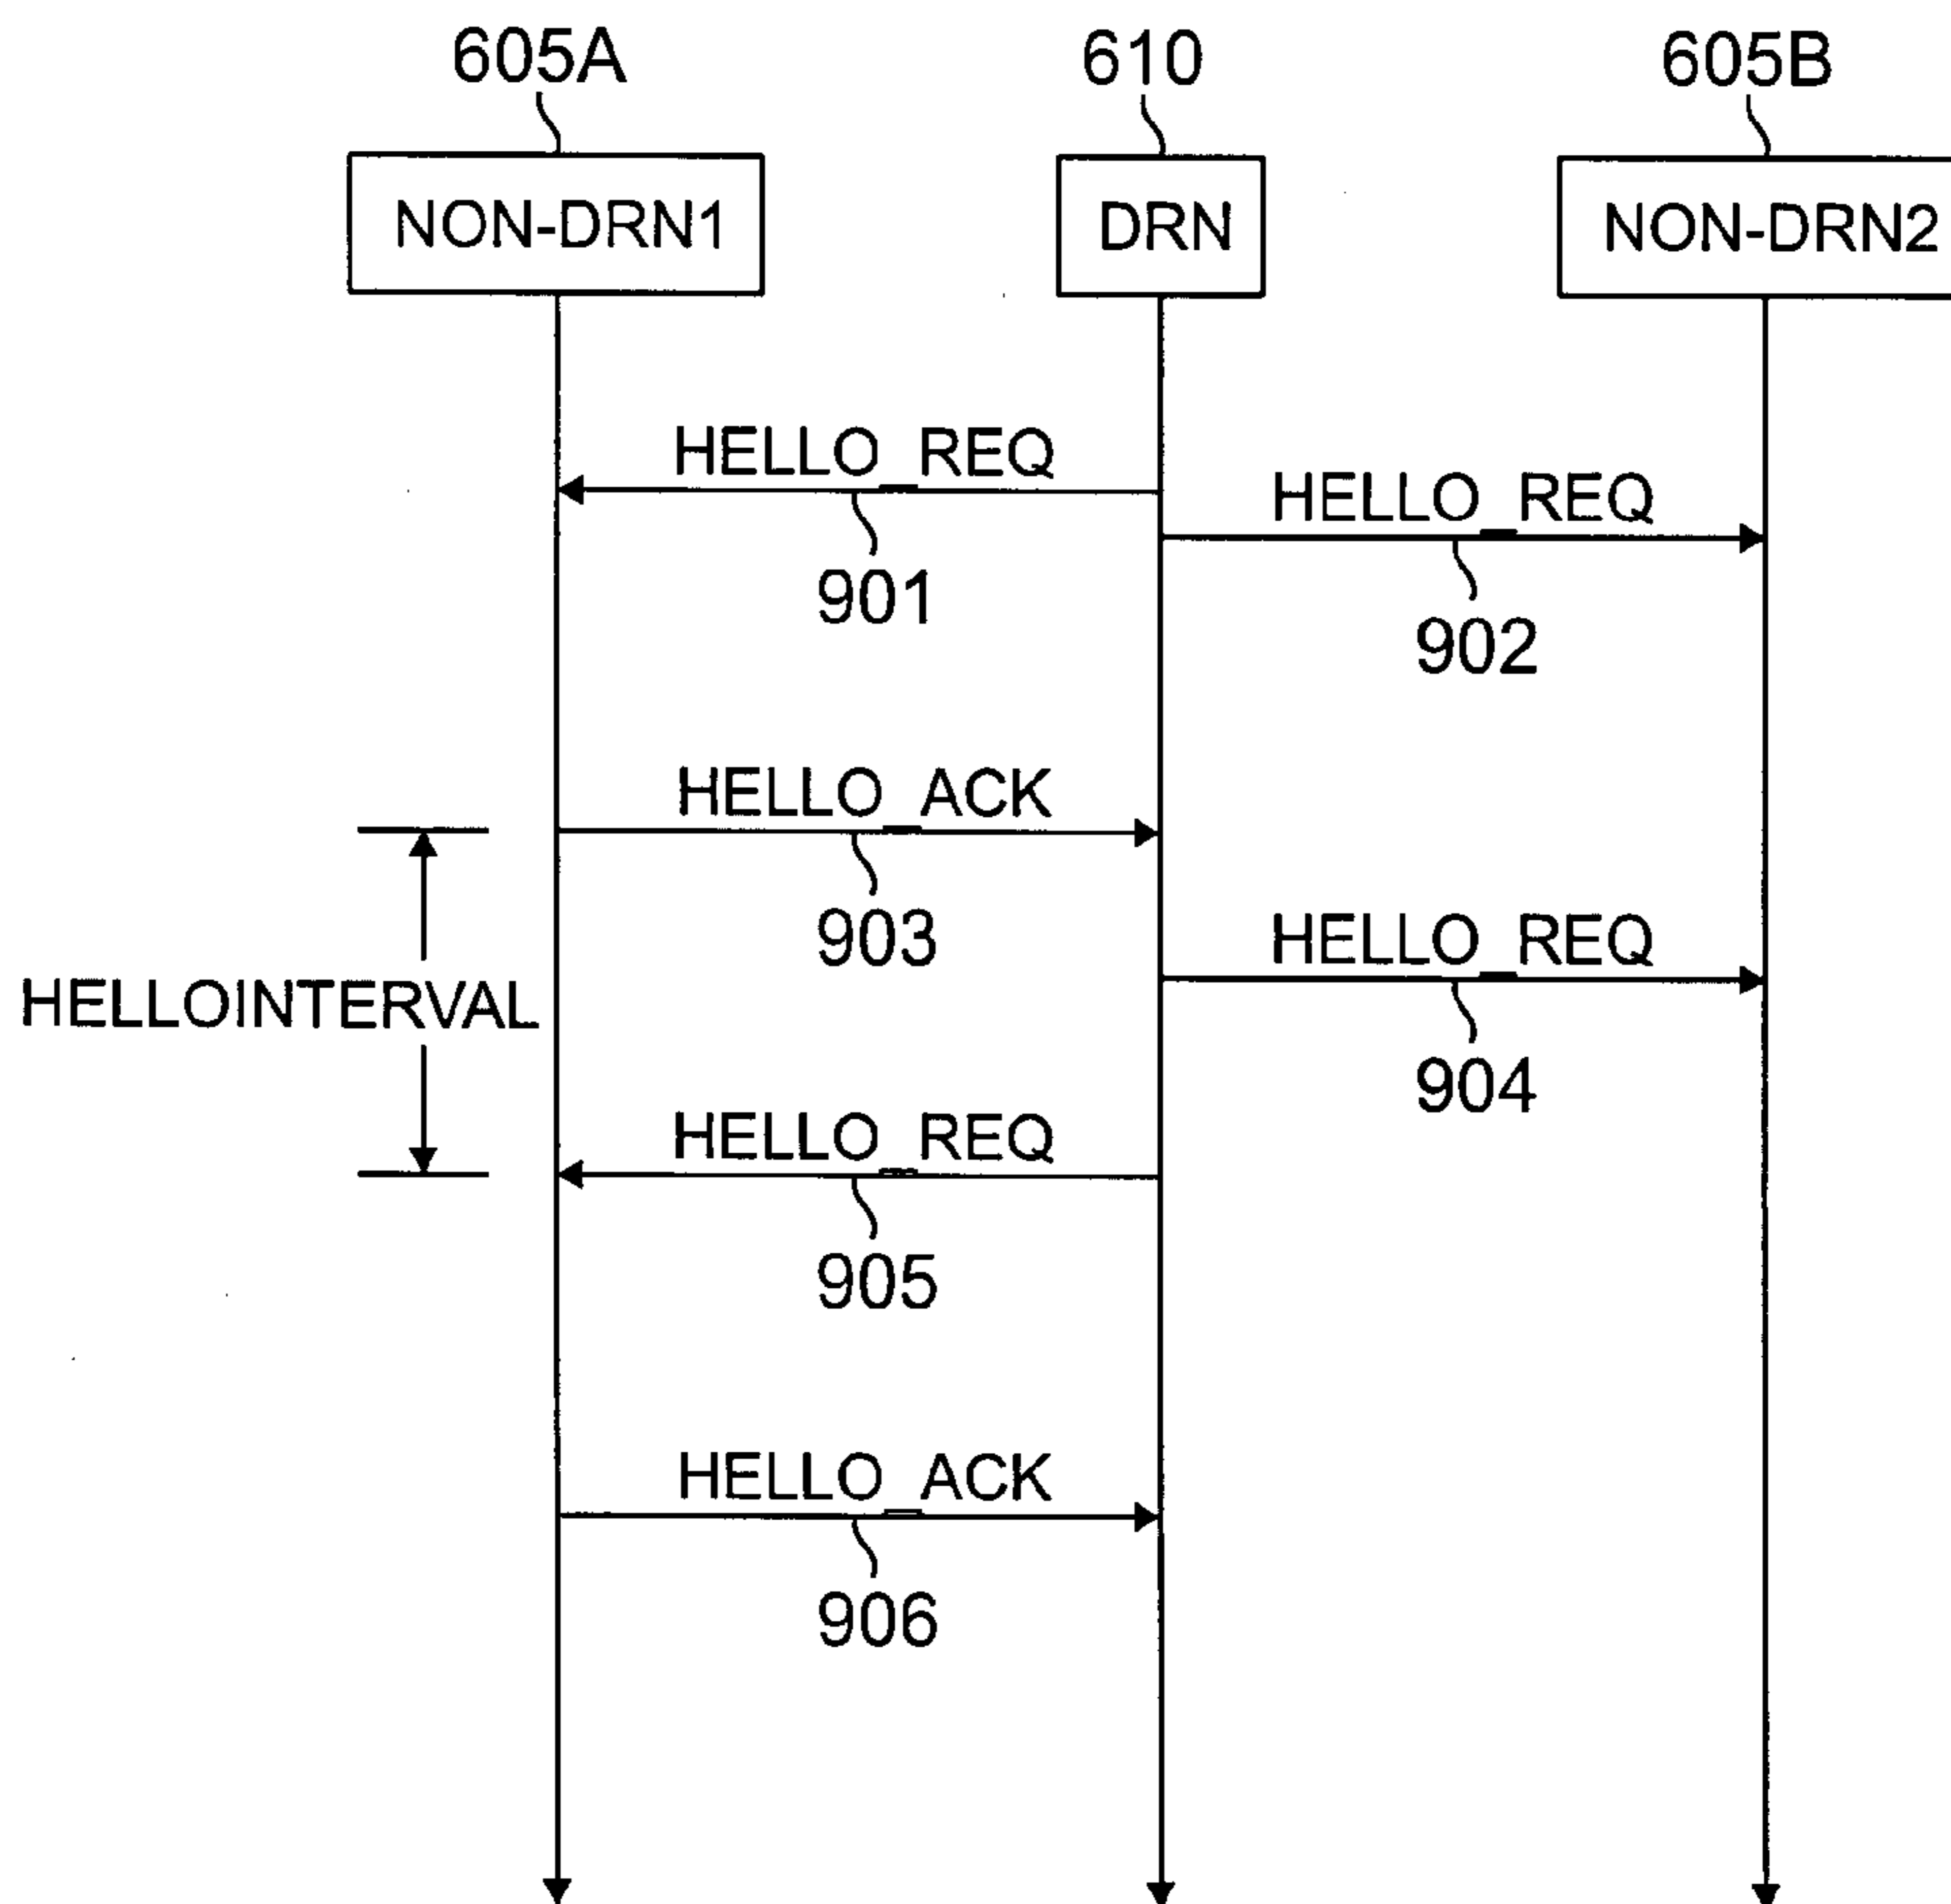 605A
610
605B
NON-DRN1
DRN
NON-DRN2
HELLO_REQ
HELLO_REQ
901
902
HELLO_ACK
903
HELLO_REQ
HELLOINTERVAL
904
HELLO_REQ
905
HELLO_ACK
906